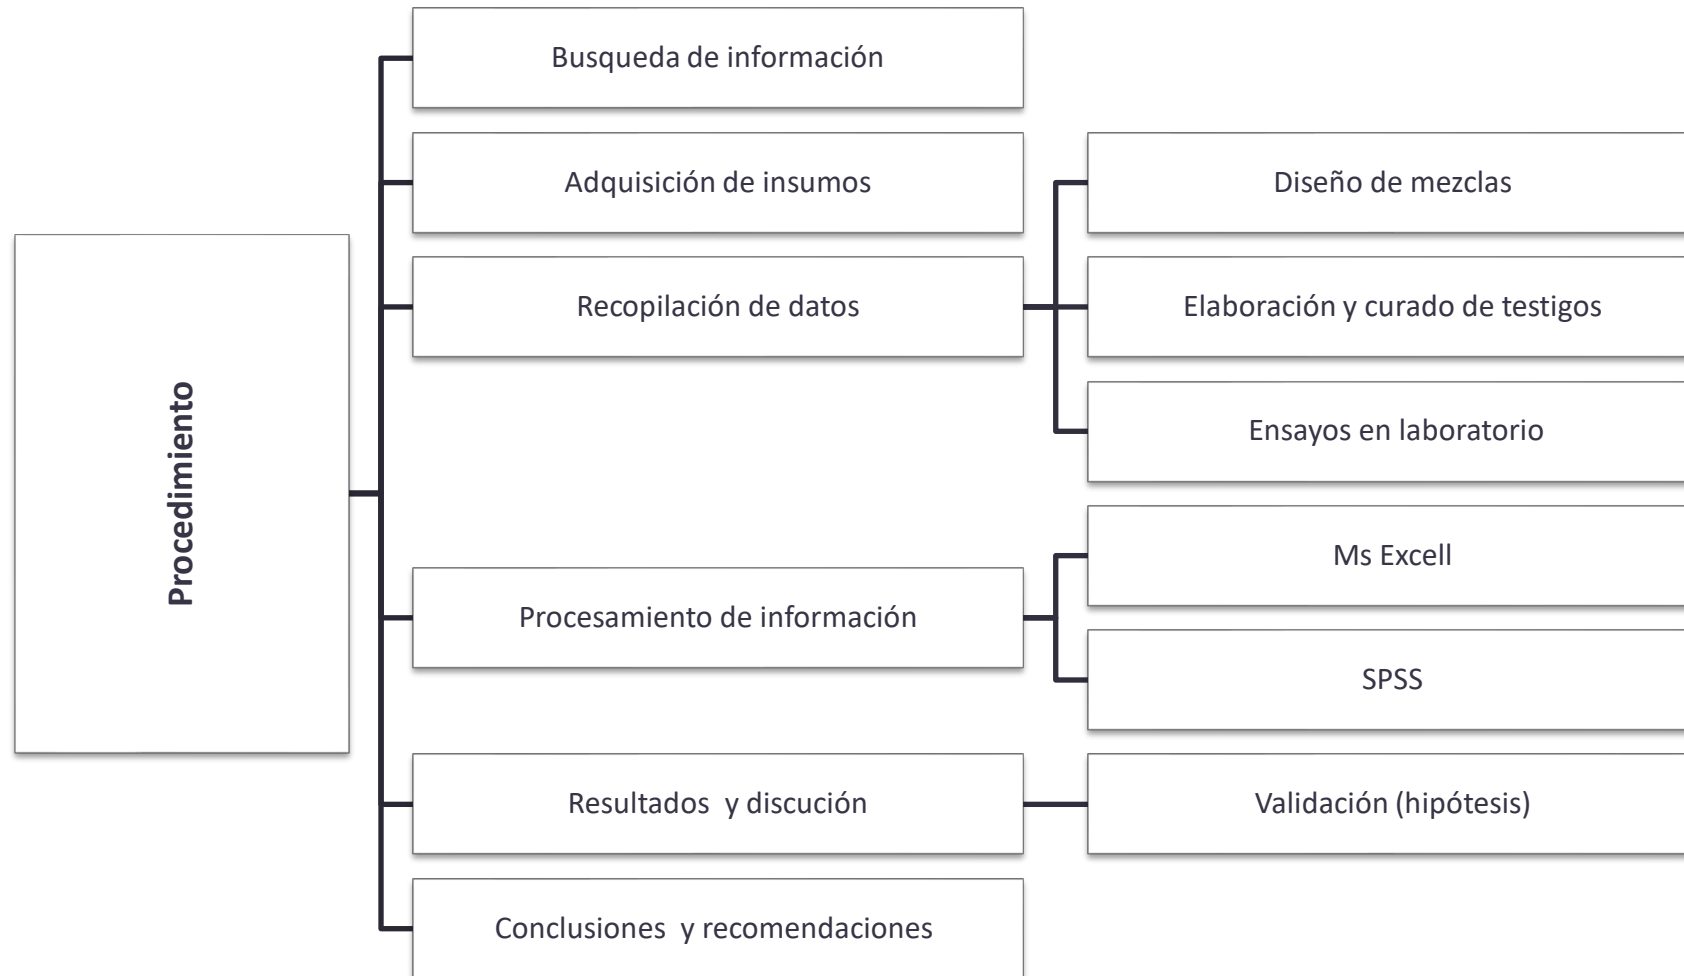 Procedimiento
Busqueda de información
Adquisición de insumos
Recopilación de datos
Diseño de mezclas
Elaboración y curado de testigos
Ensayos en laboratorio
Procesamiento de información
Ms Excell
SPSS
Resultados  y discución
Validación (hipótesis)
Conclusiones  y recomendaciones